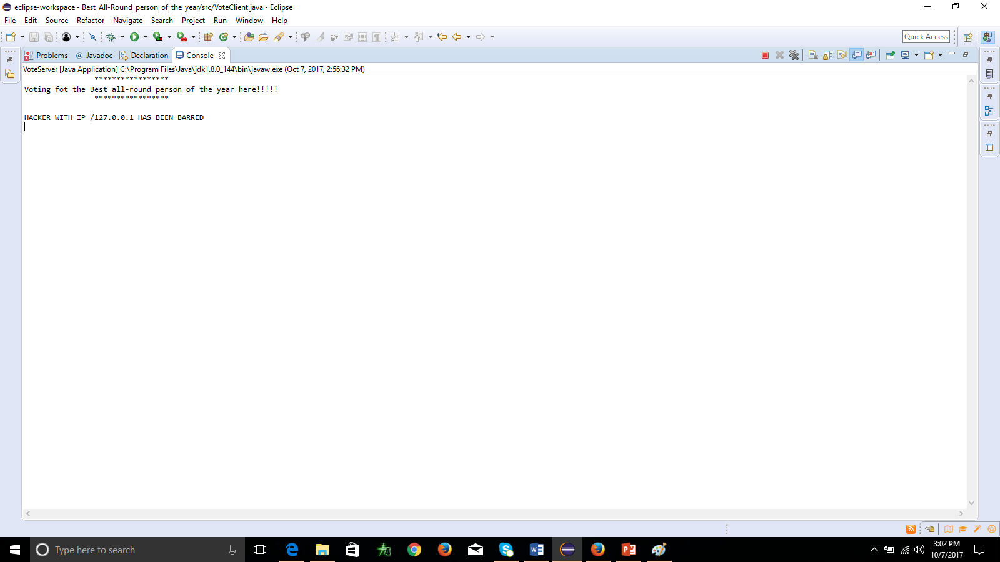 eclipse-workspace - Best_All-Round_person_of_the_year/src/VoteClient.java - Eclipse
File Edit Source Refactor Navigate Search Project Run Window Help
Quick Access
Problems @ Javadoc Declaration Console
VoteServer [Java Application] C:\Program Files\Java\jdk1.8.0_144\bin\javaw.exe (Oct 7, 2017, 2:56:32 PM)
*****************
Voting fot the Best all-round person of the year here!!!!!
*****************
HACKER WITH IP /127.0.0.1 HAS BEEN BARRED
Type here to search
3:02 PM
10/7/2017